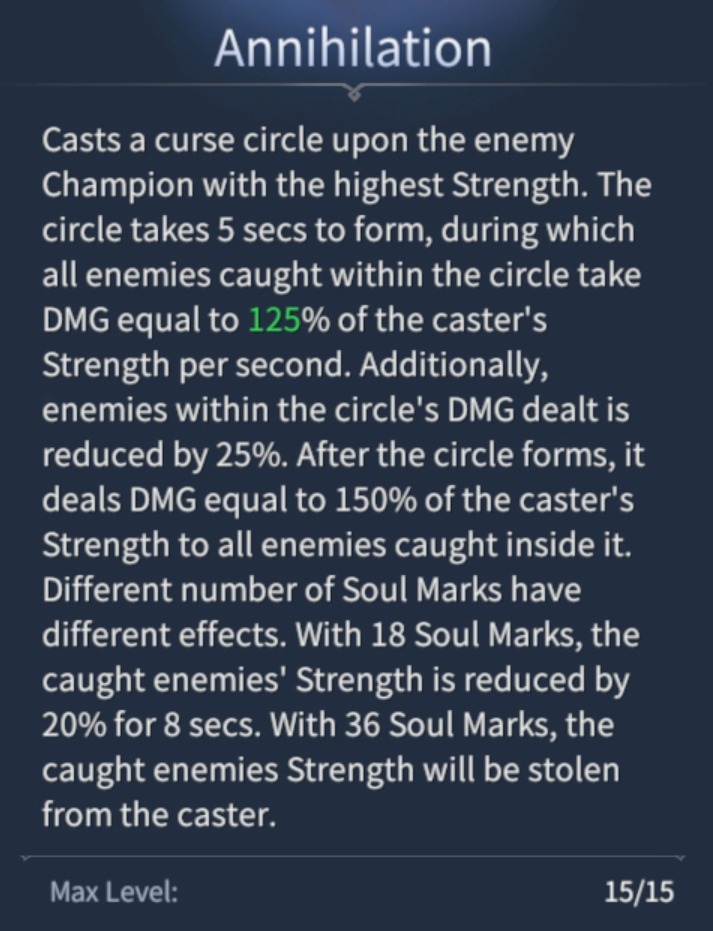 Annihilation
Casts a curse circle upon the enemy
Champion with the highest Strength. The
circle takes 5 secs to form, during which
all enemies caught within the circle take
DMG equal to 125% of the caster's
Strength per second. Additionally,
enemies within the circle's DMG dealt is
reduced by 25%. After the circle forms, it
deals DMG equal to 150% of the caster's
Strength to all enemies caught inside it.
Different number of Soul Marks have
different effects. With 18 Soul Marks, the
caught enemies' Strength is reduced by
20% for 8 secs. With 36 Soul Marks, the
caught enemies Strength will be stolen
from the caster.
Max Level: 15/15